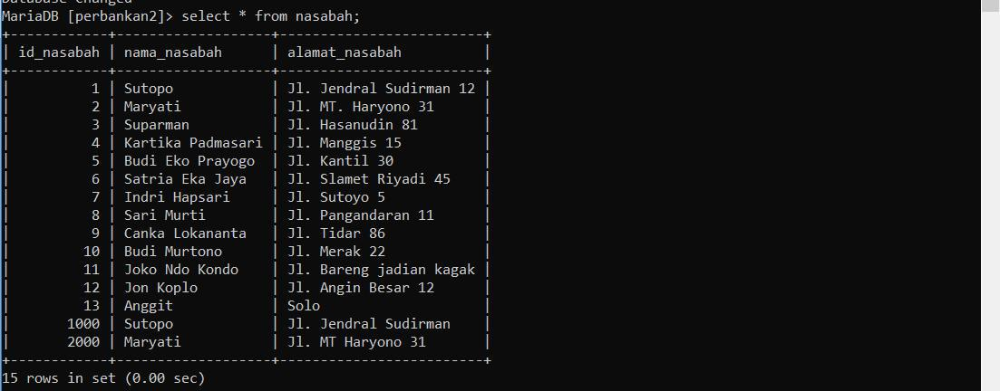 Database changed
MariaDB [perbankan2]> select * from nasabah;
+------------+-------------------+-------------------------+
| id_nasabah | nama_nasabah      | alamat_nasabah          |
+------------+-------------------+-------------------------+
|          1 | Sutopo            | Jl. Jendral Sudirman 12 |
|          2 | Maryati           | Jl. MT. Haryono 31      |
|          3 | Suparman          | Jl. Hasanudin 81        |
|          4 | Kartika Padmasari | Jl. Manggis 15          |
|          5 | Budi Eko Prayogo  | Jl. Kantil 30           |
|          6 | Satria Eka Jaya   | Jl. Slamet Riyadi 45    |
|          7 | Indri Hapsari     | Jl. Sutoyo 5            |
|          8 | Sari Murti        | Jl. Pangandaran 11      |
|          9 | Canka Lokananta   | Jl. Tidar 86            |
|         10 | Budi Murtono      | Jl. Merak 22            |
|         11 | Joko Ndo Kondo    | Jl. Bareng jadian kagak |
|         12 | Jon Koplo         | Jl. Angin Besar 12      |
|         13 | Anggit            | Solo                    |
|       1000 | Sutopo            | Jl. Jendral Sudirman    |
|       2000 | Maryati           | Jl. MT Haryono 31       |
+------------+-------------------+-------------------------+
15 rows in set (0.00 sec)